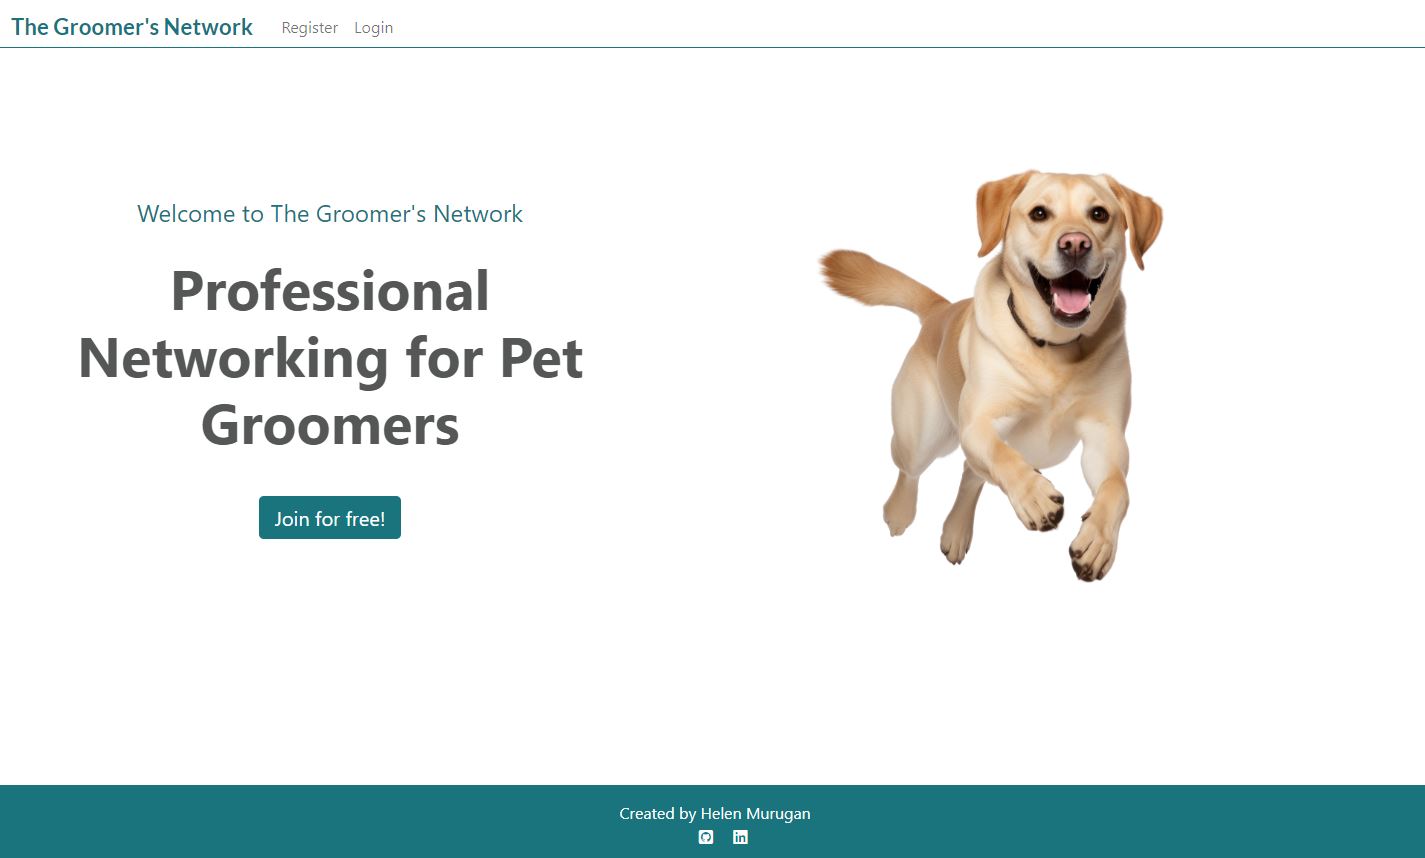 The Groomer's Network Register Login
Welcome to The Groomer's Network
Professional
Networking for Pet
Groomers
Join for free!
Created by Helen Murugan
in